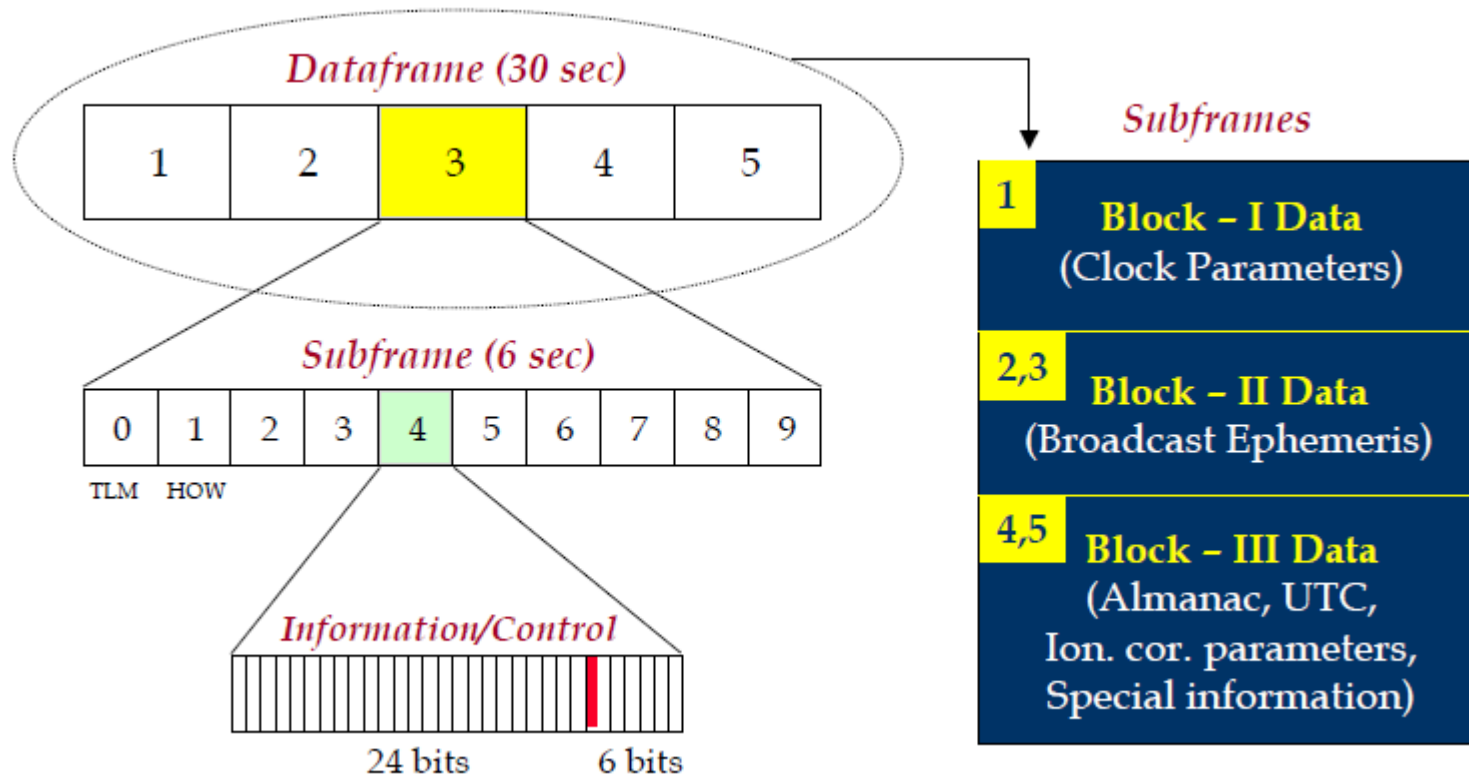 Dataframe (30 sec)
1 2 3 4 5
Subframe (6 sec)
0 1 2 3 4 5 6 7 8 9
TLM HOW
Information/Control
24 bits 6 bits
Subframes
1
Block – I Data
(Clock Parameters)
2,3
Block – II Data
(Broadcast Ephemeris)
4,5
Block – III Data
(Almanac, UTC,
Ion. cor. parameters,
Special information)